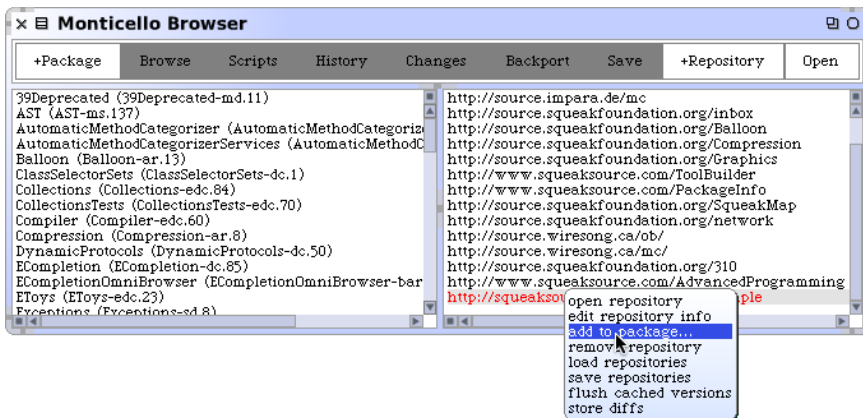 Monticello Browser
+Package Browse Scripts History Changes Backport Save +Repository Open
39Deprecated (39Deprecated-md.11)
AST (AST-ms.137)
AutomaticMethodCategorizer (AutomaticMethodCategorize
AutomaticMethodCategorizerServices (AutomaticMethodC
Balloon (Balloon-ar.13)
ClassSelectorSets (ClassSelectorSets-dc.1)
Collections (Collections-edc.84)
CollectionsTests (CollectionsTests-edc.70)
Compiler (Compiler-edc.60)
Compression (Compression-ar.8)
DynamicProtocols (DynamicProtocols-dc.50)
ECompletion (ECompletion-dc.85)
ECompletionOmniBrowser (ECompletionOmniBrowser-bar
EToys (EToys-edc.23)
Exceptions (Exceptions-sd.8)
http://source.impara.de/mc
http://source.squeakfoundation.org/inbox
http://source.squeakfoundation.org/Balloon
http://source.squeakfoundation.org/Compression
http://source.squeakfoundation.org/Graphics
http://www.squeaksource.com/ToolBuilder
http://www.squeaksource.com/PackageInfo
http://source.squeakfoundation.org/SqueakMap
http://source.squeakfoundation.org/network
http://source.wiresong.ca/ob/
http://source.wiresong.ca/mc/
http://source.squeakfoundation.org/310
http://www.squeaksource.com/AdvancedProgramming
http://squeaksou ple
open repository
edit repository info
add to package...
remove repository
load repositories
save repositories
flush cached versions
store diffs